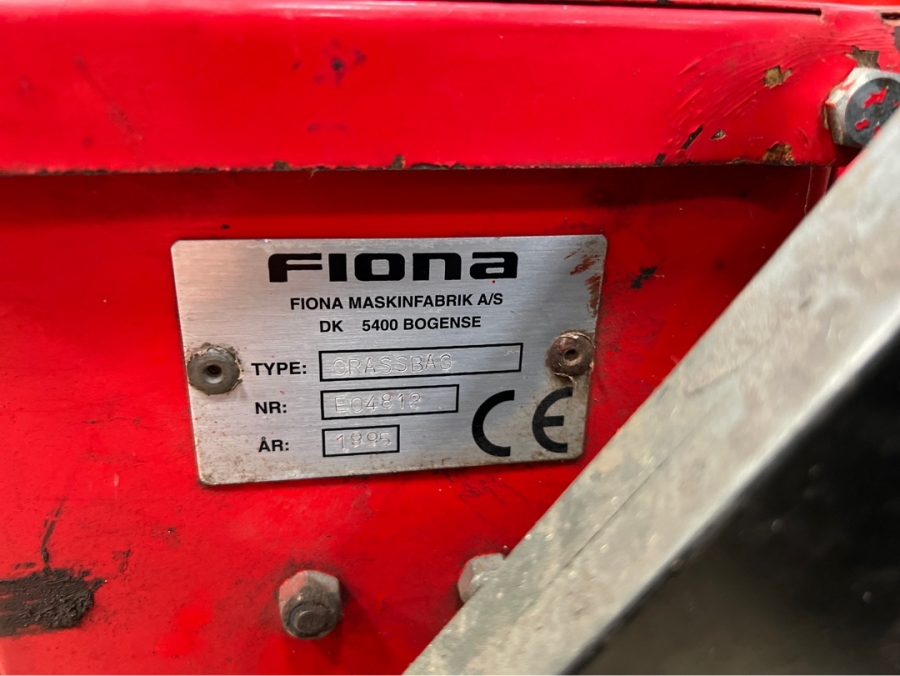 FIONA
FIONA MASKINFABRIK A/S
DK 5400 BOGENSE
TYPE: GRASSBAG
NR: E04812
ÅR: 1995
CE